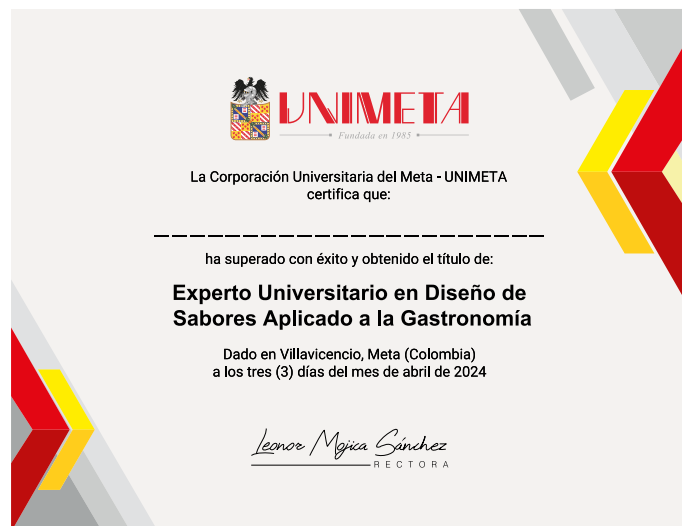 UNIMETA
Fundada en 1985
La Corporación Universitaria del Meta - UNIMETA
certifica que:
ha superado con éxito y obtenido el título de:
Experto Universitario en Diseño de
Sabores Aplicado a la Gastronomía
Dado en Villavicencio, Meta (Colombia)
a los tres (3) días del mes de abril de 2024
Leonor Mojica Sánchez
RECTORA